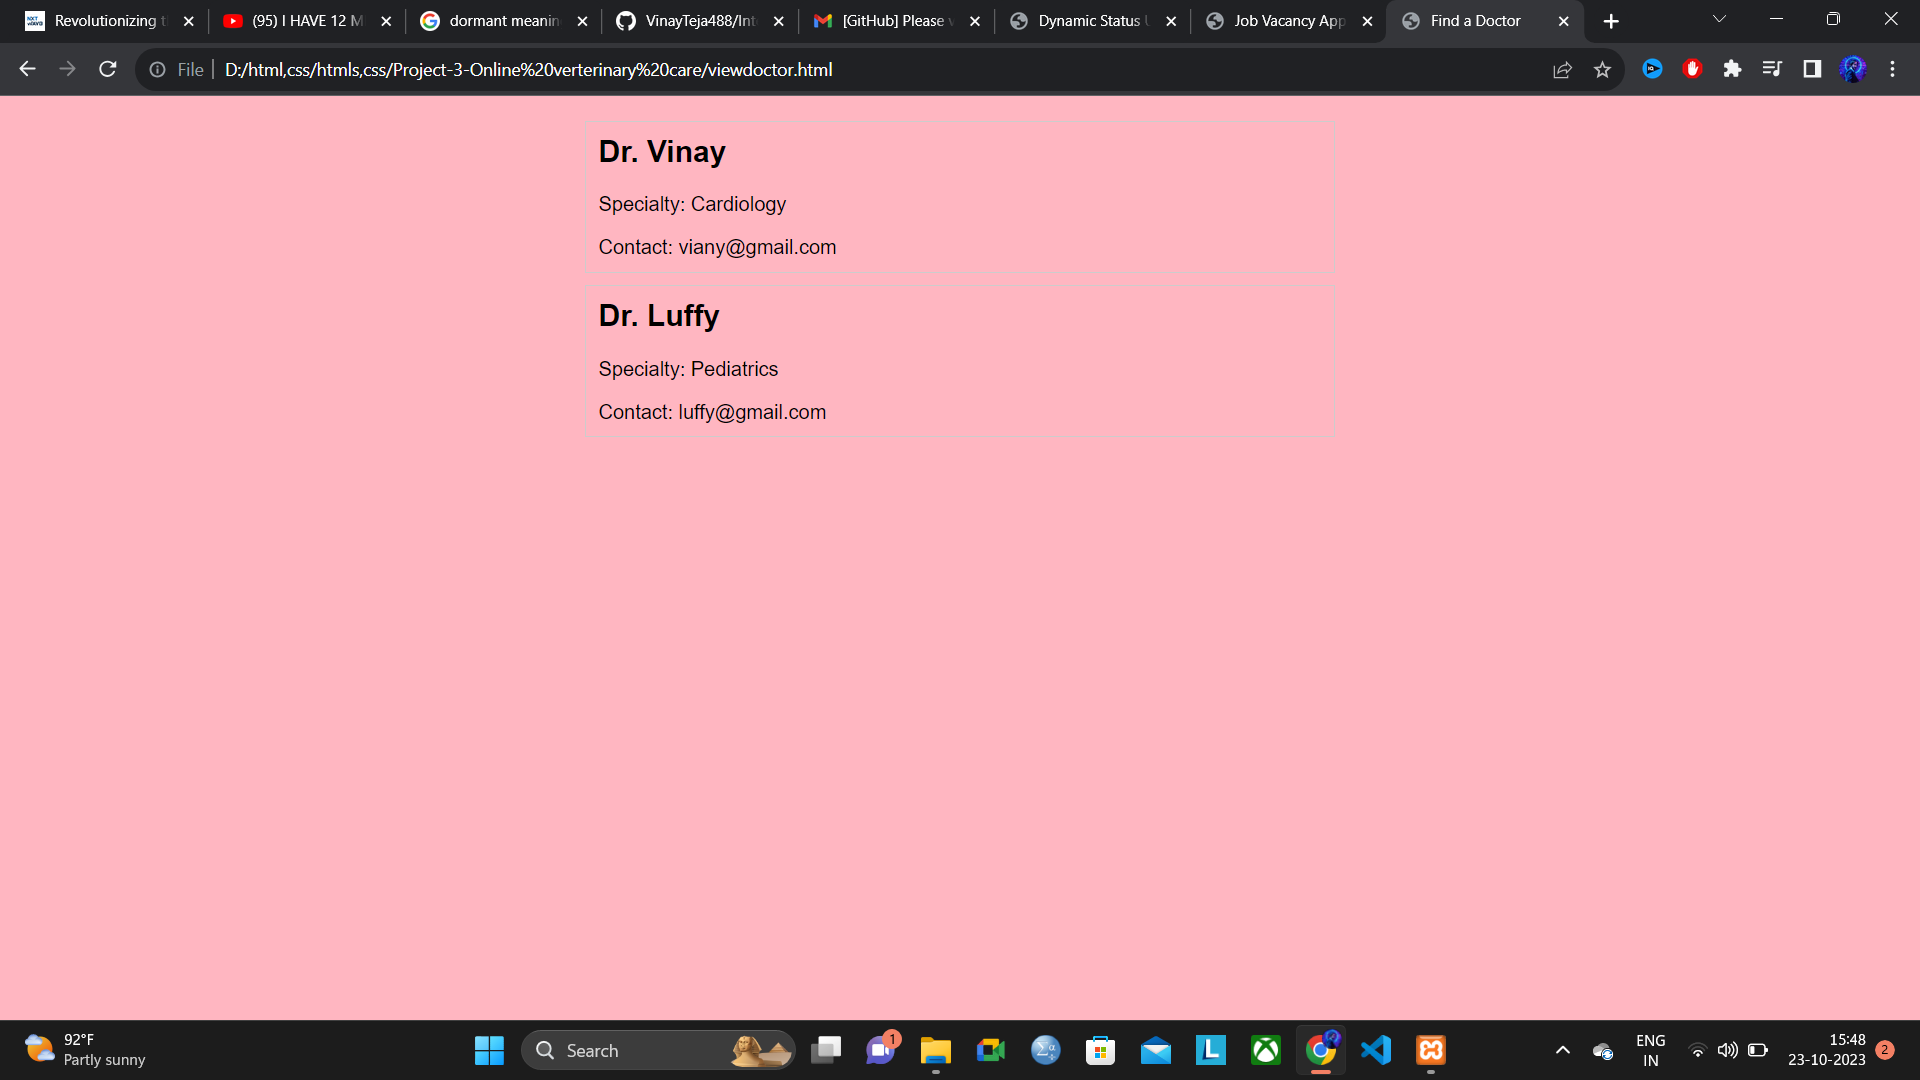 Revolutionizing t
(95) I HAVE 12 M
dormant meanin
VinayTeja488/Inte
[GitHub] Please v
Dynamic Status U
Job Vacancy App
Find a Doctor
File
D:/html,css/htmls,css/Project-3-Online%20verterinary%20care/viewdoctor.html
Dr. Vinay
Specialty: Cardiology
Contact: viany@gmail.com
Dr. Luffy
Specialty: Pediatrics
Contact: luffy@gmail.com
92°F
Partly sunny
Search
1
ENG
IN
15:48
23-10-2023
2